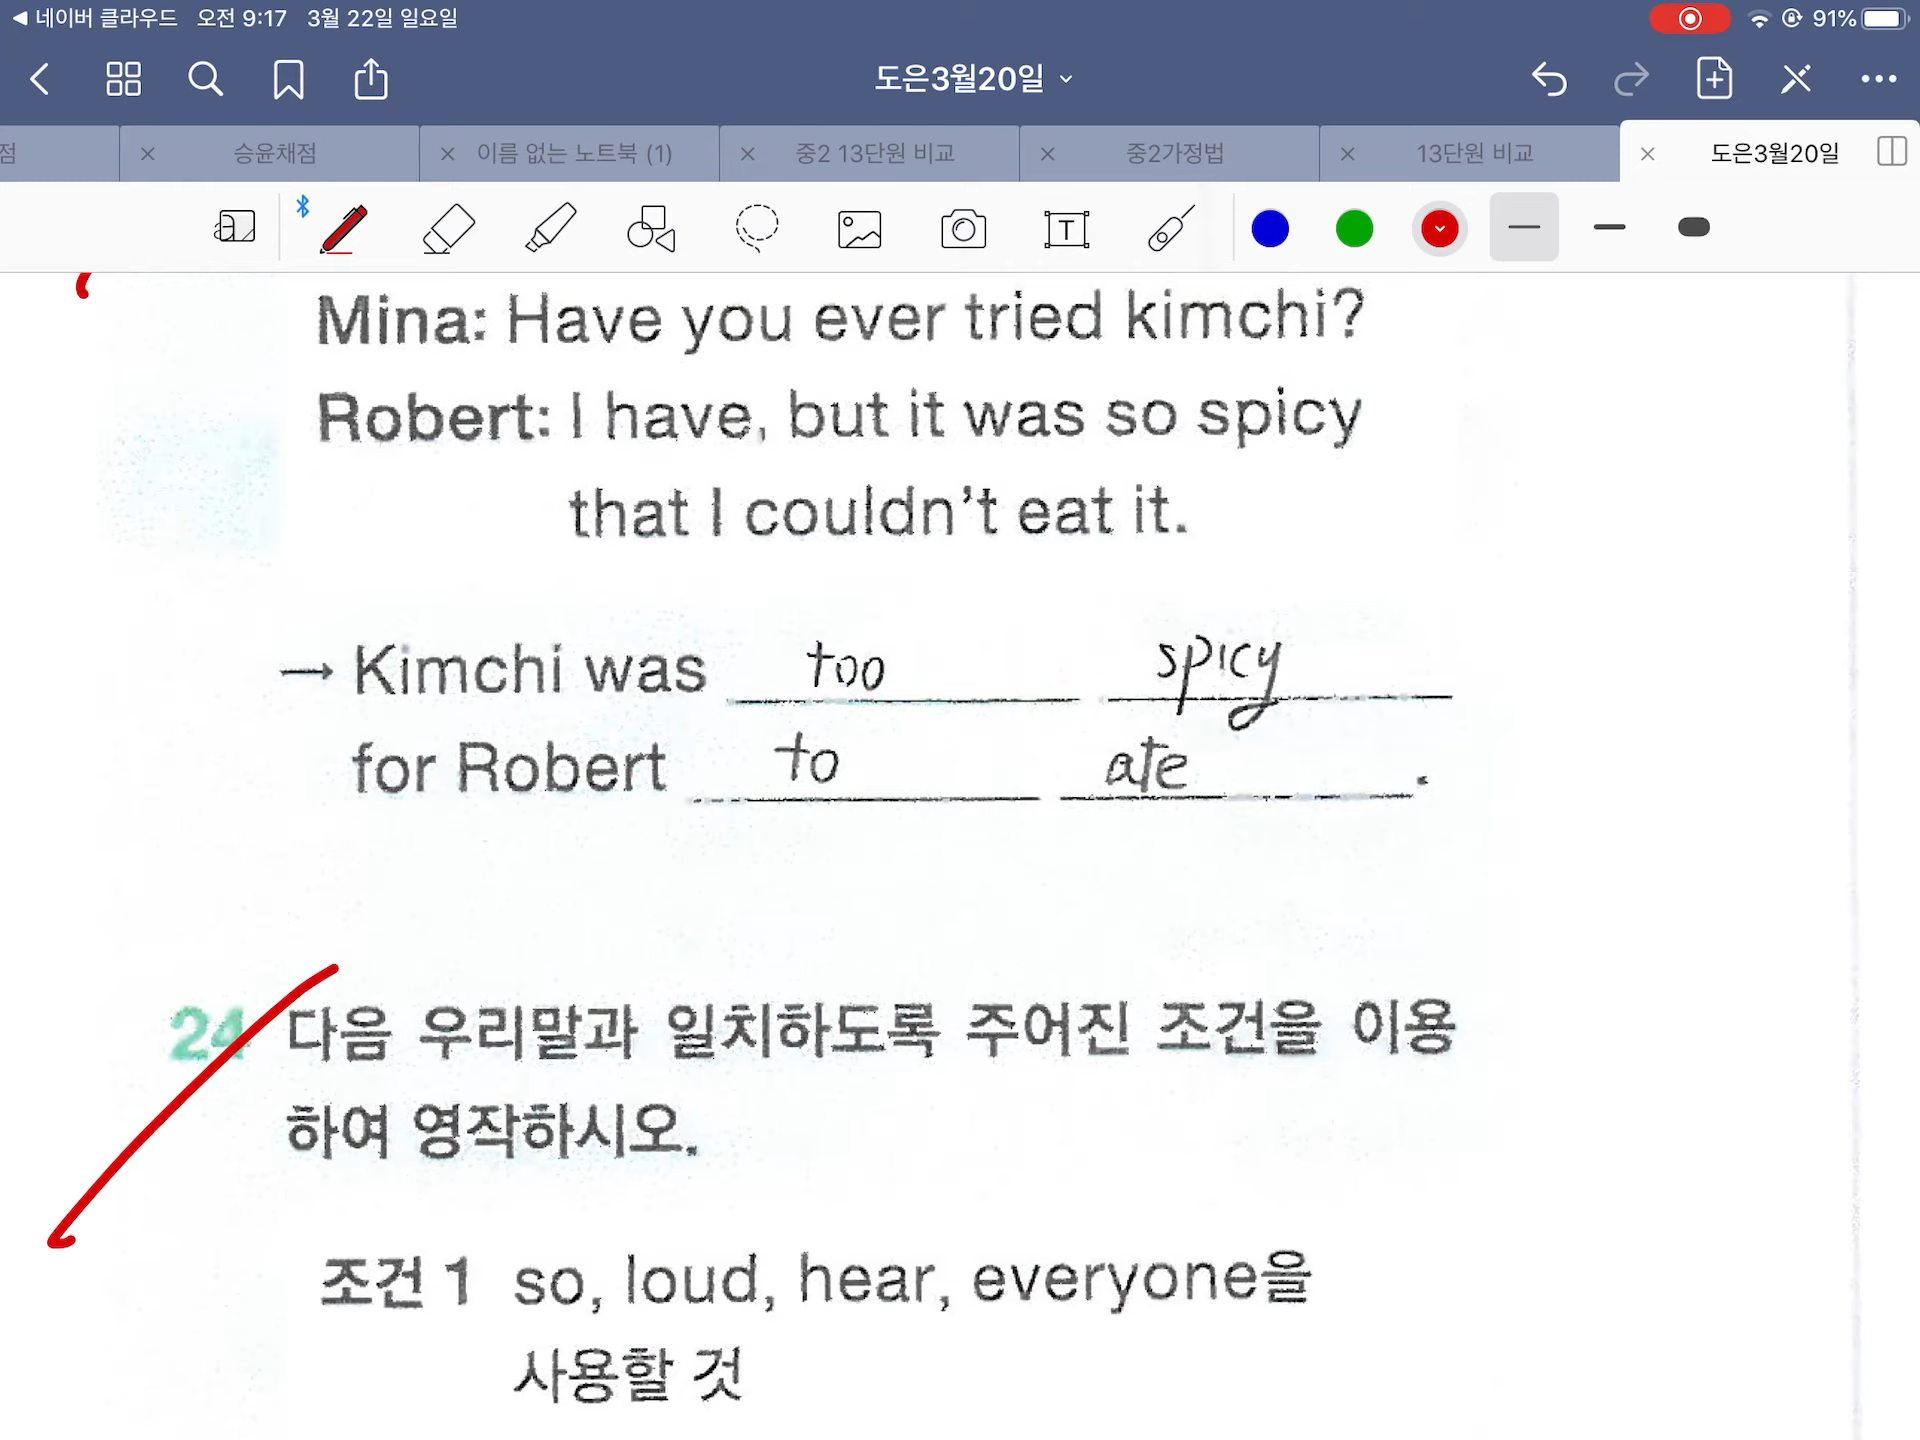 네이버 클라우드 오전 9:17 3월 22일 일요일 91%
도은3월20일
점 승윤채점 이름 없는 노트북 (1) 중2 13단원 비교 중2가정법 13단원 비교 도은3월20일
Mina: Have you ever tried kimchi?
Robert: I have, but it was so spicy
that I couldn't eat it.
→ Kimchi was too spicy
for Robert to ate.
24 다음 우리말과 일치하도록 주어진 조건을 이용
하여 영작하시오.
조건 1 so, loud, hear, everyone을
사용할 것